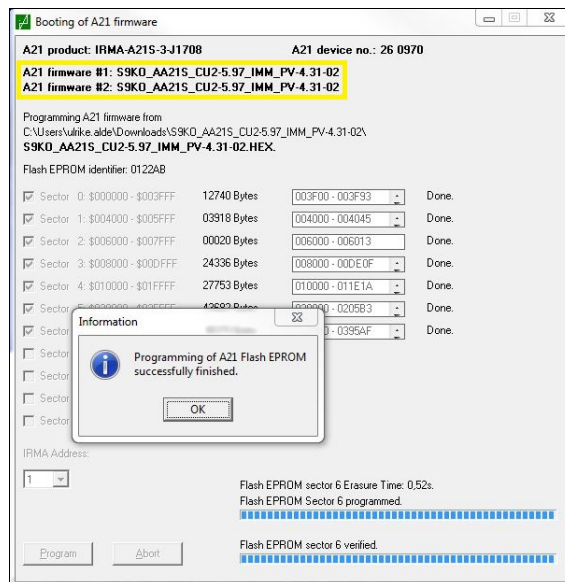 Booting of A21 firmware
A21 product: IRMA-A21S-3-J1708 A21 device no.: 26 0970
A21 firmware #1: S9K0_AA21S_CU2-5.97_IMM_PV-4.31-02
A21 firmware #2: S9K0_AA21S_CU2-5.97_IMM_PV-4.31-02
Programming A21 firmware from
C:\Users\ulrike.alde\Downloads\S9K0_AA21S_CU2-5.97_IMM_PV-4.31-02\
S9K0_AA21S_CU2-5.97_IMM_PV-4.31-02.HEX.
Flash EPROM identifier: 0122AB
Sector 0: $000000 - $003FFF 12740 Bytes 003F00 - 003F93 Done.
Sector 1: $004000 - $005FFF 03918 Bytes 004000 - 004045 Done.
Sector 2: $006000 - $007FFF 00020 Bytes 006000 - 006013 Done.
Sector 3: $008000 - $00DFFF 24336 Bytes 008000 - 00DE0F Done.
Sector 4: $010000 - $01FFFF 27753 Bytes 010000 - 011E1A Done.
Sector - 0205B3 Done.
Sector - 0395AF Done.
Sector
Sector
Sector
Sector
Information
Programming of A21 Flash EPROM
successfully finished.
OK
IRMA Address:
1
Flash EPROM sector 6 Erasure Time: 0,52s.
Flash EPROM Sector 6 programmed.
Flash EPROM sector 6 verified.
Program Abort